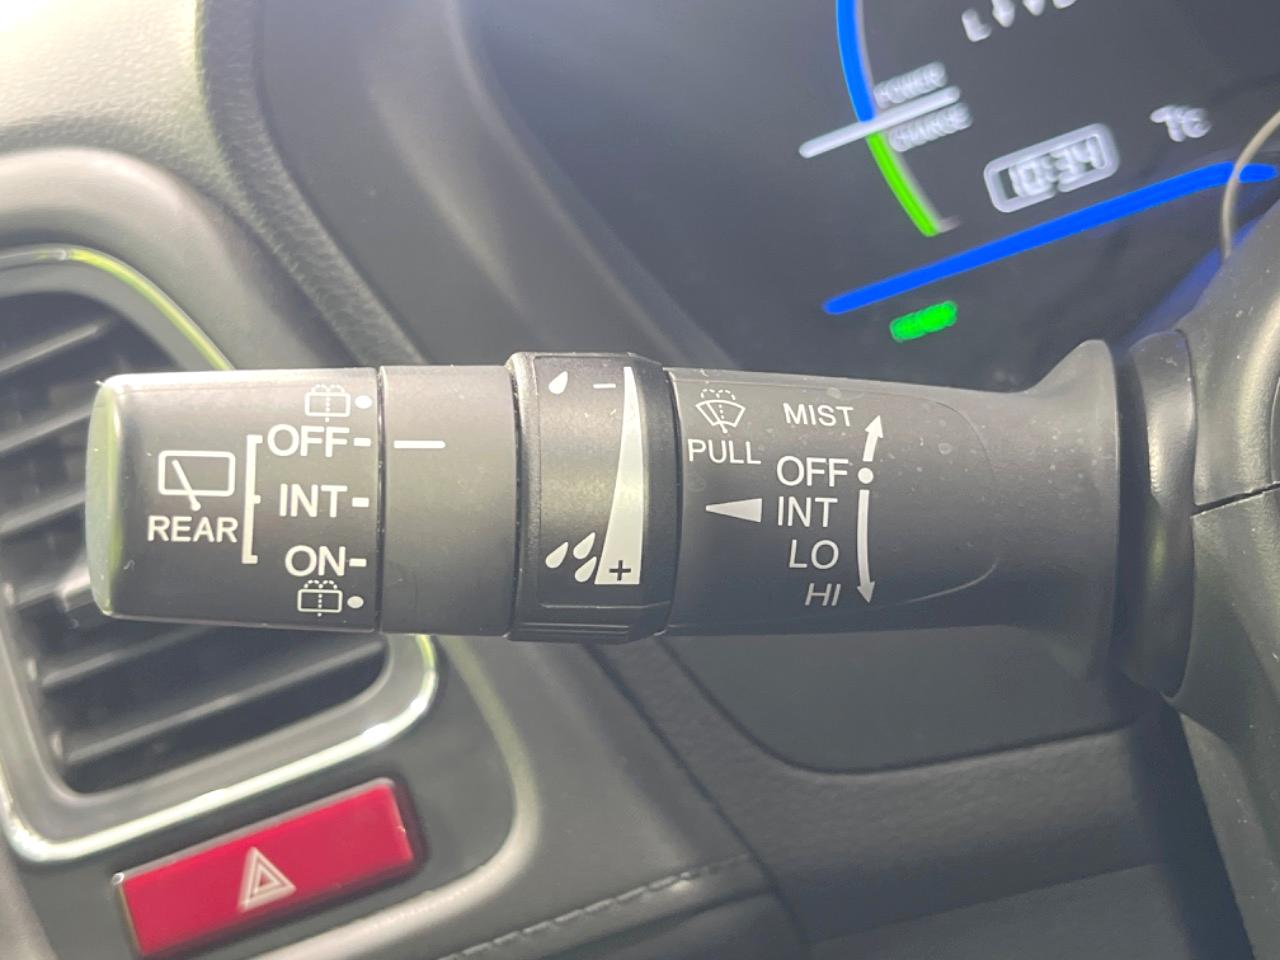 POWER
CHARGE
10:34
OFF
INT
ON
REAR
−
+
PULL
MIST
OFF
INT
LO
HI